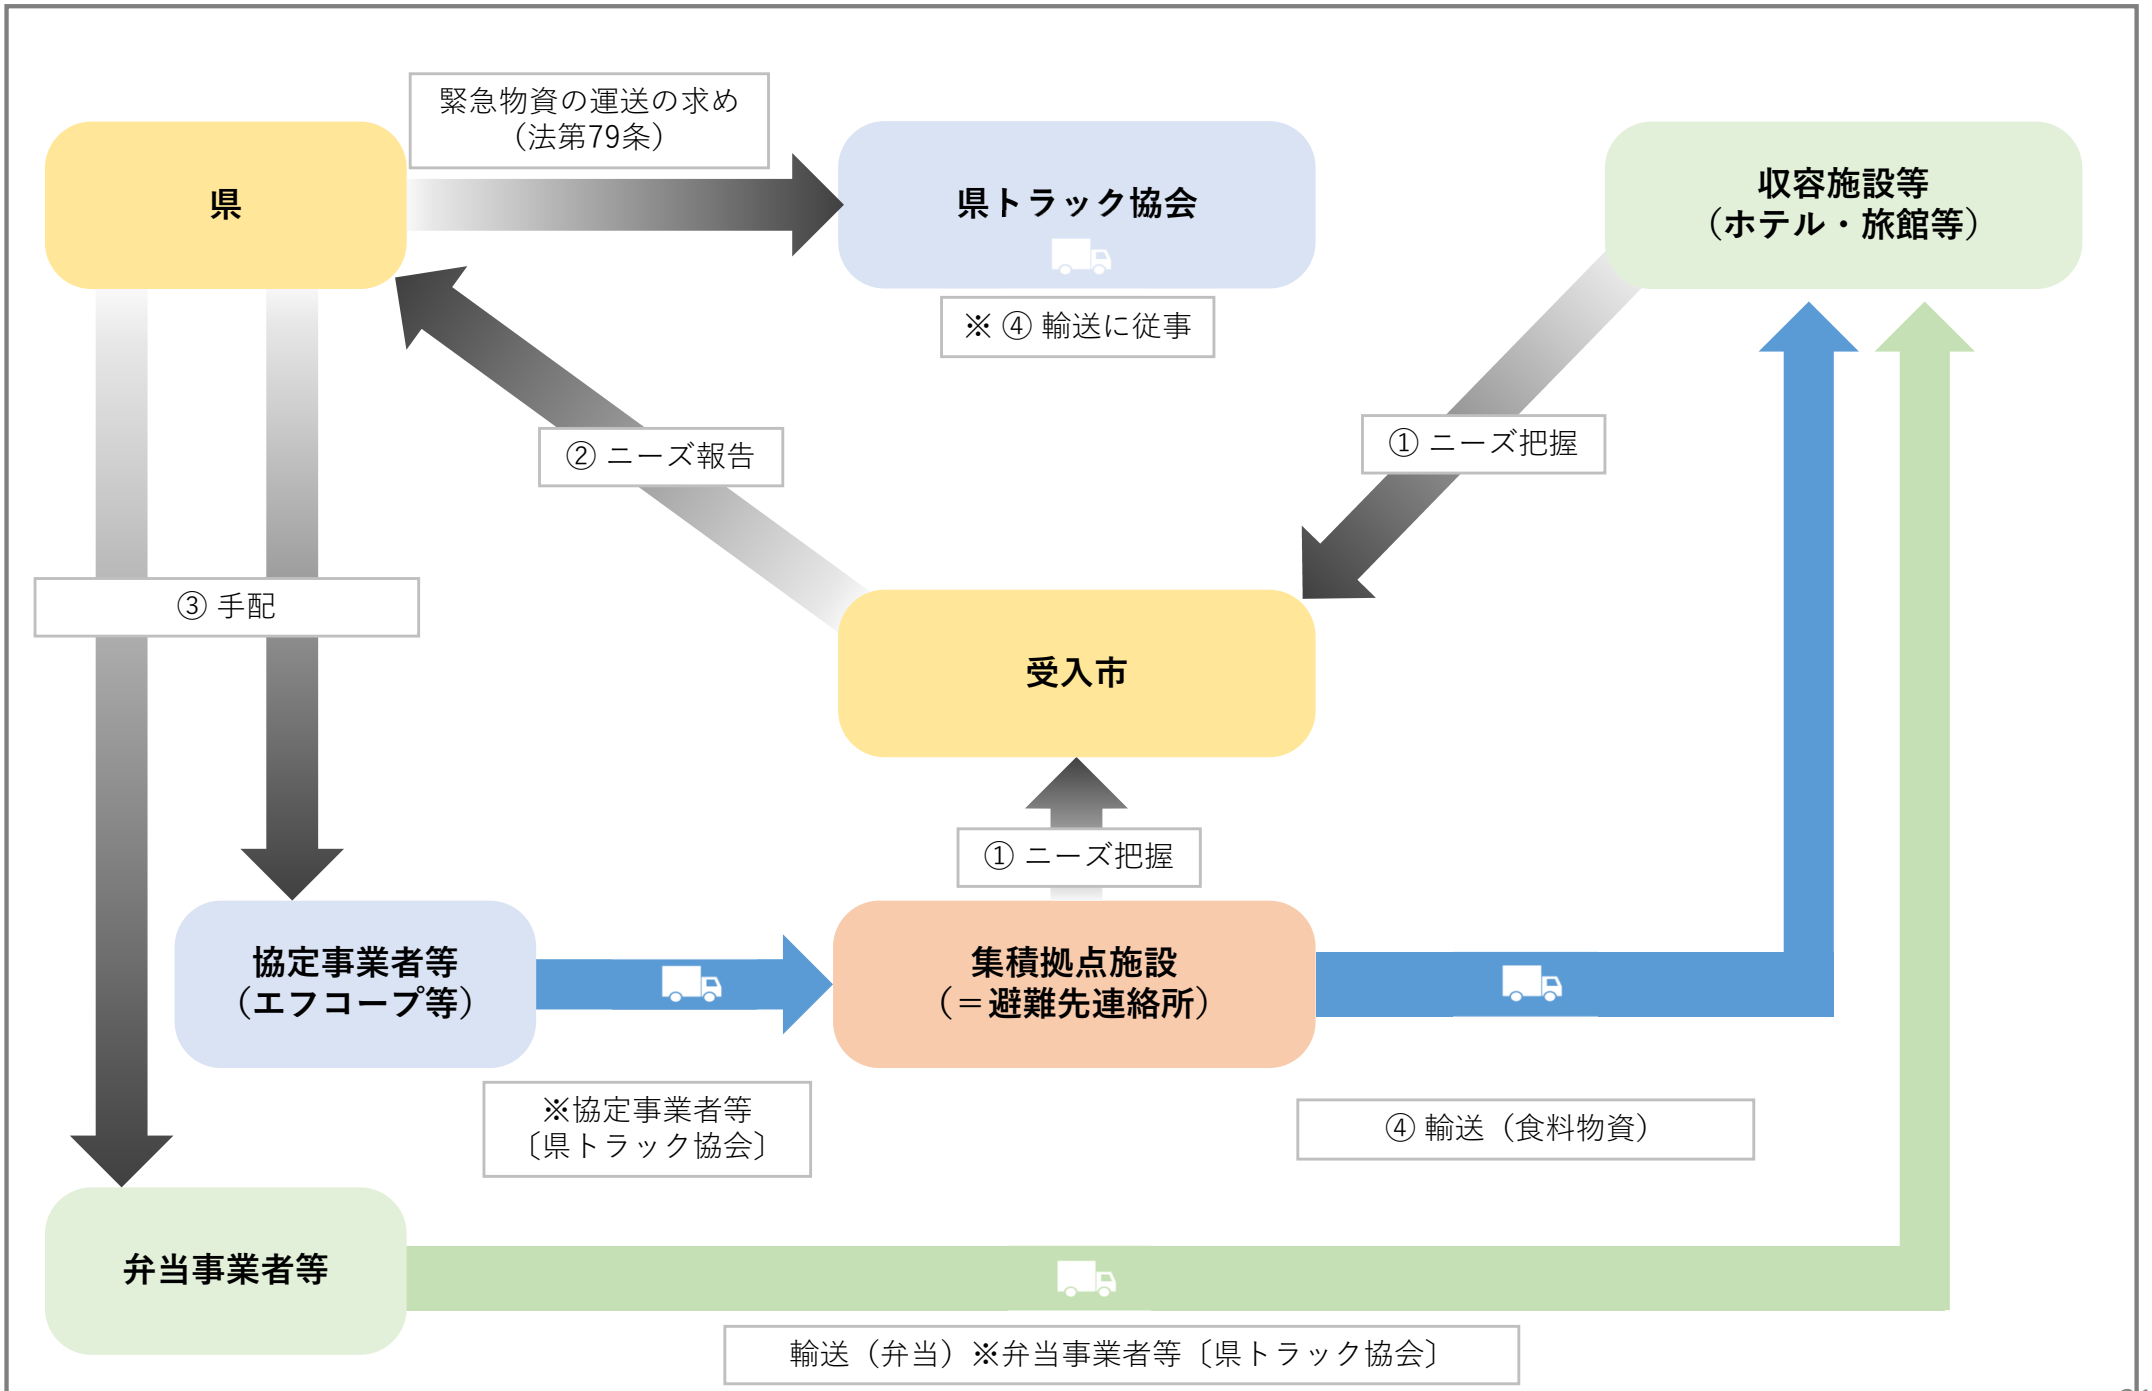 緊急物資の運送の求め
（法第79条）
県
県トラック協会
収容施設等
（ホテル・旅館等）
※ ④ 輸送に従事
② ニーズ報告
① ニーズ把握
③ 手配
受入市
① ニーズ把握
協定事業者等
（エフコープ等）
集積拠点施設
（＝避難先連絡所）
※協定事業者等
〔県トラック協会〕
④ 輸送（食料物資）
弁当事業者等
輸送（弁当）※弁当事業者等〔県トラック協会〕